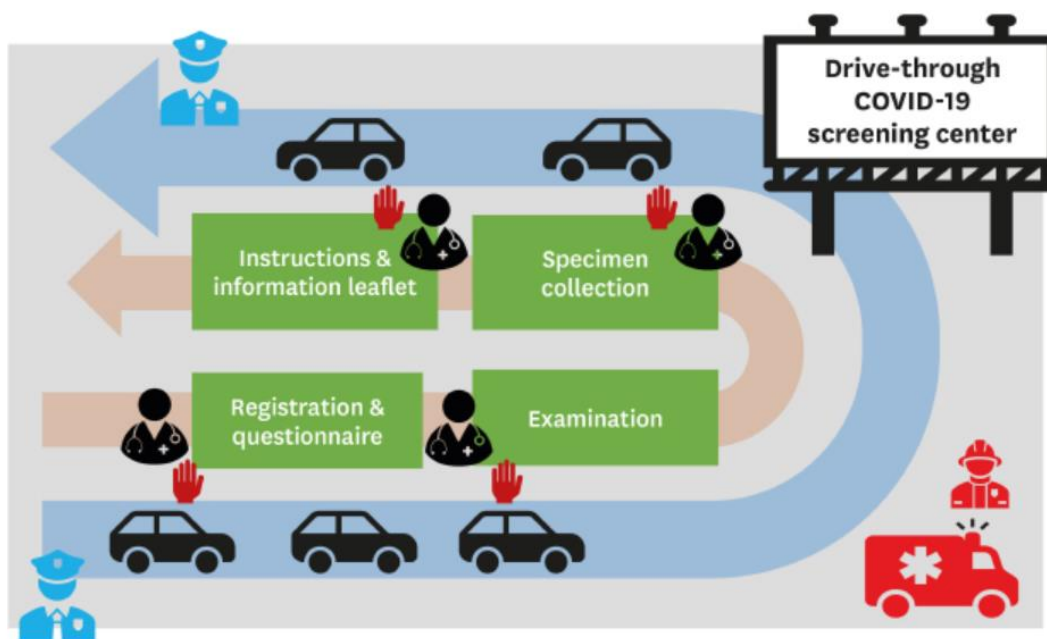 Drive-through
COVID-19
screening center
Instructions &
information leaflet
Specimen
collection
Registration &
questionnaire
Examination